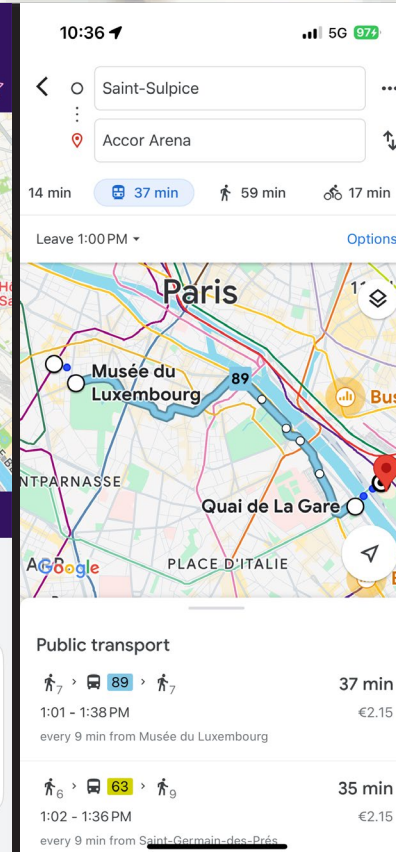 10:36
5G 97
Saint-Sulpice
Accor Arena
14 min 37 min 59 min 17 min
Leave 1:00 PM
Options
Paris
11
Musée du
Luxembourg
89
Bus
NTPARNASSE
Quai de La Gare
Google
PLACE D'ITALIE
Public transport
7 89 7 37 min
1:01 - 1:38 PM €2.15
every 9 min from Musée du Luxembourg
6 63 9 35 min
1:02 - 1:36 PM €2.15
every 9 min from Saint-Germain-des-Prés